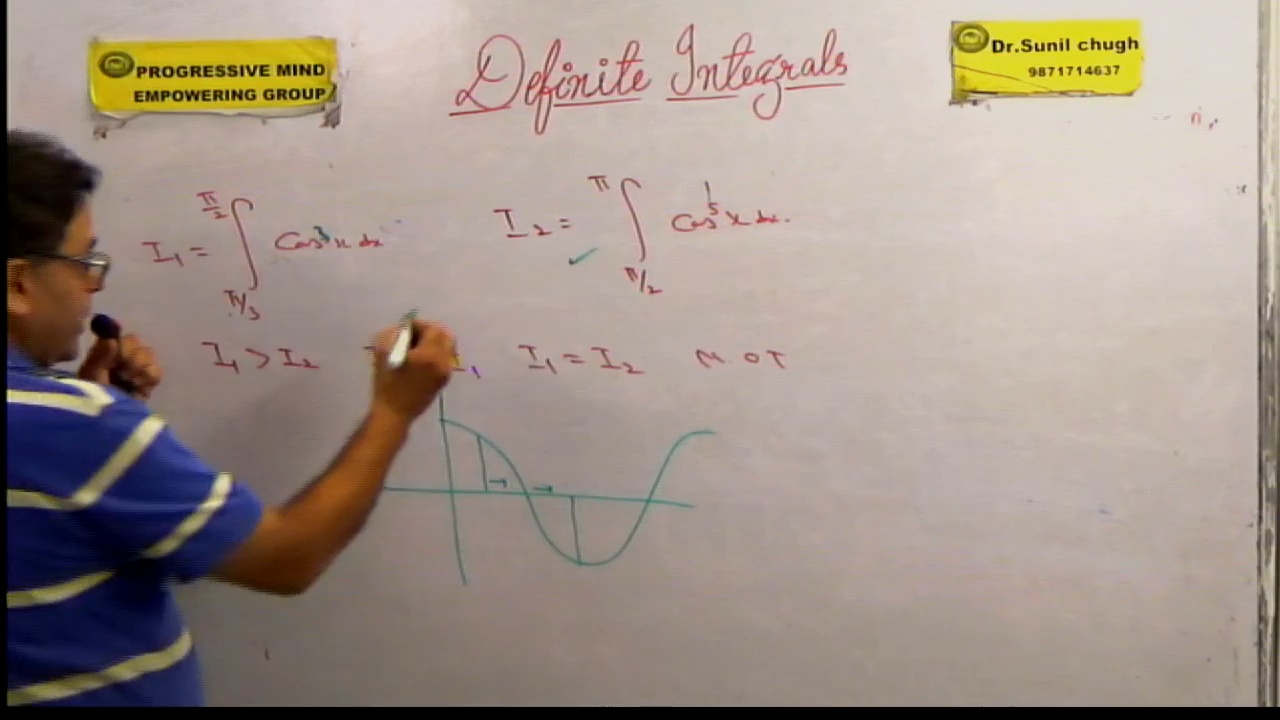 PROGRESSIVE MIND
EMPOWERING GROUP
Definite Integrals
Dr.Sunil chugh
9871714637
I₁ = ∫ π/2 π/3 cos³x dx
I₂ = ∫ π π/2 cos⁵x dx.
I₁ > I₂ I₁ = I₂ N. O T